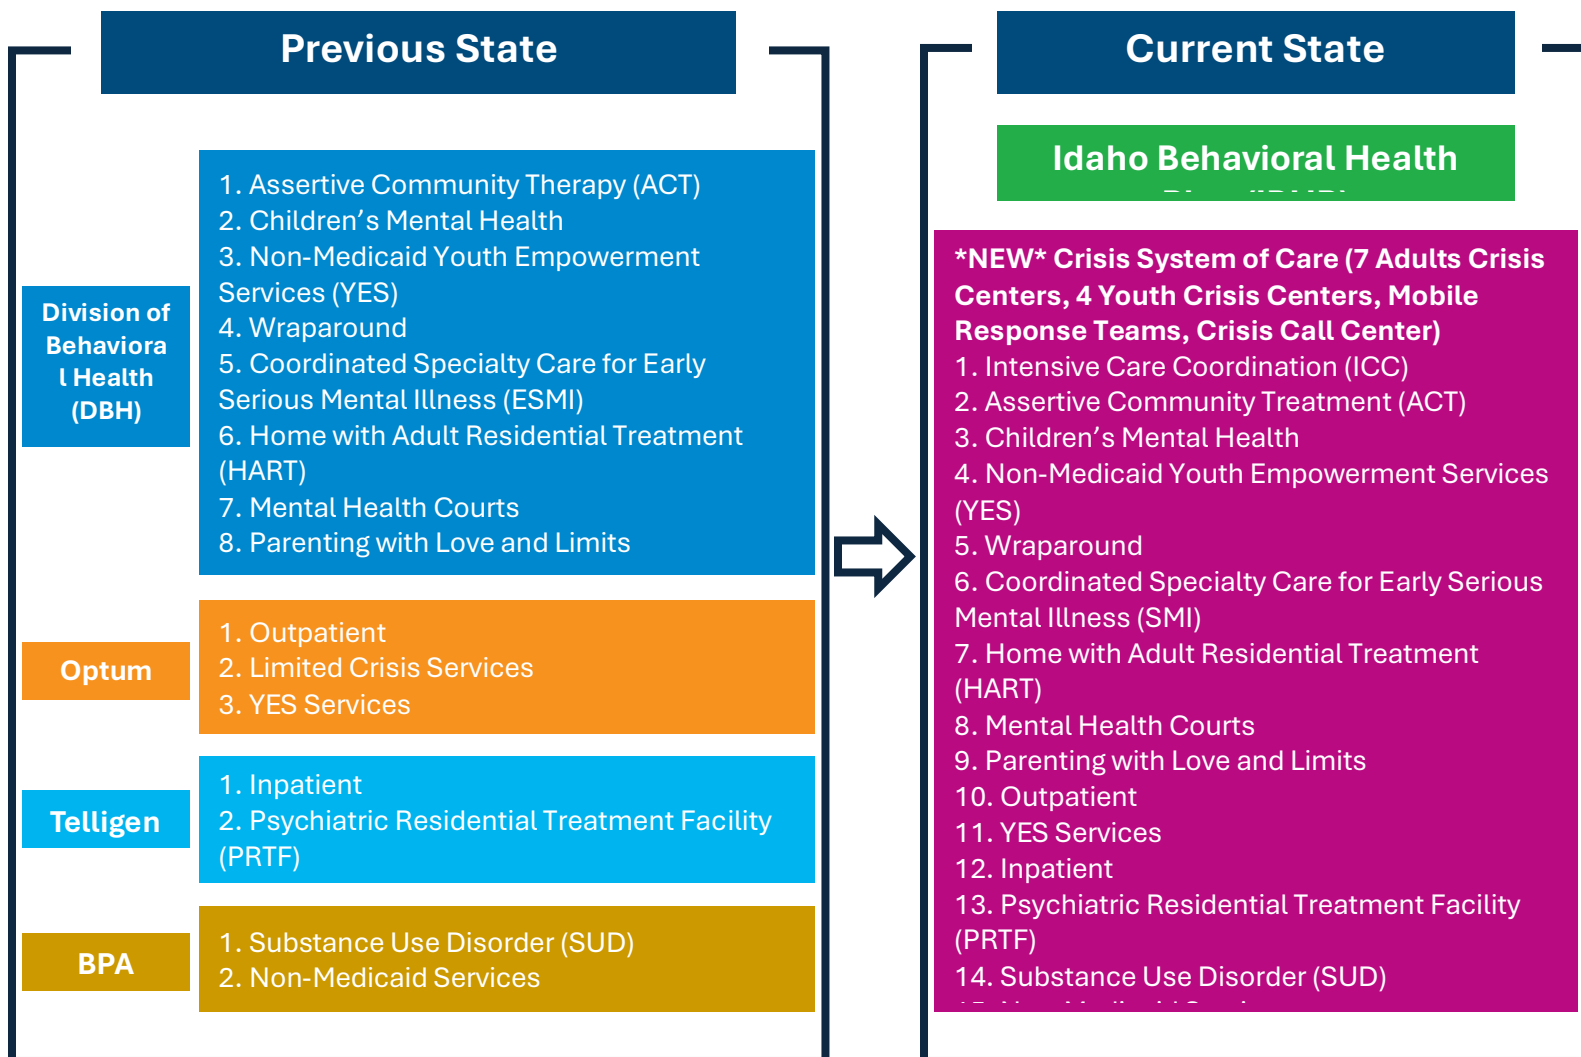 Previous State
Division of
Behaviora
l Health
(DBH)
1. Assertive Community Therapy (ACT)
2. Children’s Mental Health
3. Non-Medicaid Youth Empowerment
Services (YES)
4. Wraparound
5. Coordinated Specialty Care for Early
Serious Mental Illness (ESMI)
6. Home with Adult Residential Treatment
(HART)
7. Mental Health Courts
8. Parenting with Love and Limits
Optum
1. Outpatient
2. Limited Crisis Services
3. YES Services
Telligen
1. Inpatient
2. Psychiatric Residential Treatment Facility
(PRTF)
BPA
1. Substance Use Disorder (SUD)
2. Non-Medicaid Services
Current State
Idaho Behavioral Health
*NEW* Crisis System of Care (7 Adults Crisis
Centers, 4 Youth Crisis Centers, Mobile
Response Teams, Crisis Call Center)
1. Intensive Care Coordination (ICC)
2. Assertive Community Treatment (ACT)
3. Children’s Mental Health
4. Non-Medicaid Youth Empowerment Services
(YES)
5. Wraparound
6. Coordinated Specialty Care for Early Serious
Mental Illness (SMI)
7. Home with Adult Residential Treatment
(HART)
8. Mental Health Courts
9. Parenting with Love and Limits
10. Outpatient
11. YES Services
12. Inpatient
13. Psychiatric Residential Treatment Facility
(PRTF)
14. Substance Use Disorder (SUD)